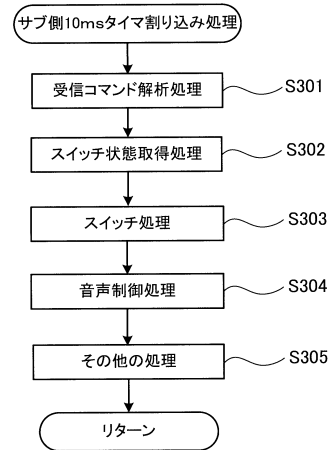 サブ側10msタイマ割り込み処理
受信コマンド解析処理
S301
スイッチ状態取得処理
S302
スイッチ処理
S303
音声制御処理
S304
その他の処理
S305
リターン